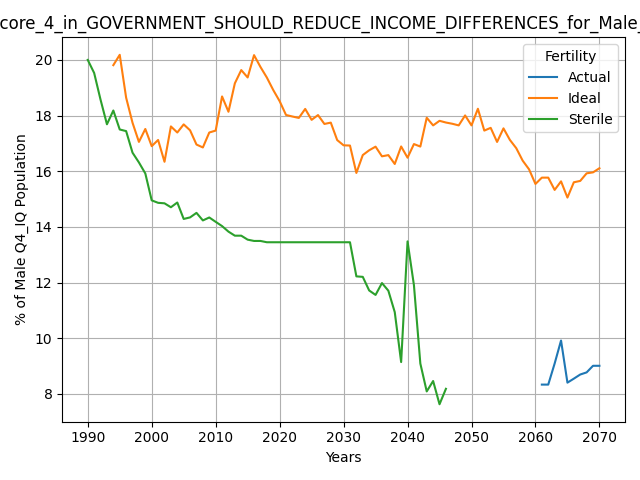 core_4_in_GOVERNMENT_SHOULD_REDUCE_INCOME_DIFFERENCES_for_Male_
Fertility
Actual
Ideal
Sterile
% of Male Q4_IQ Population
20
18
16
14
12
10
8
1990 2000 2010 2020 2030 2040 2050 2060 2070
Years